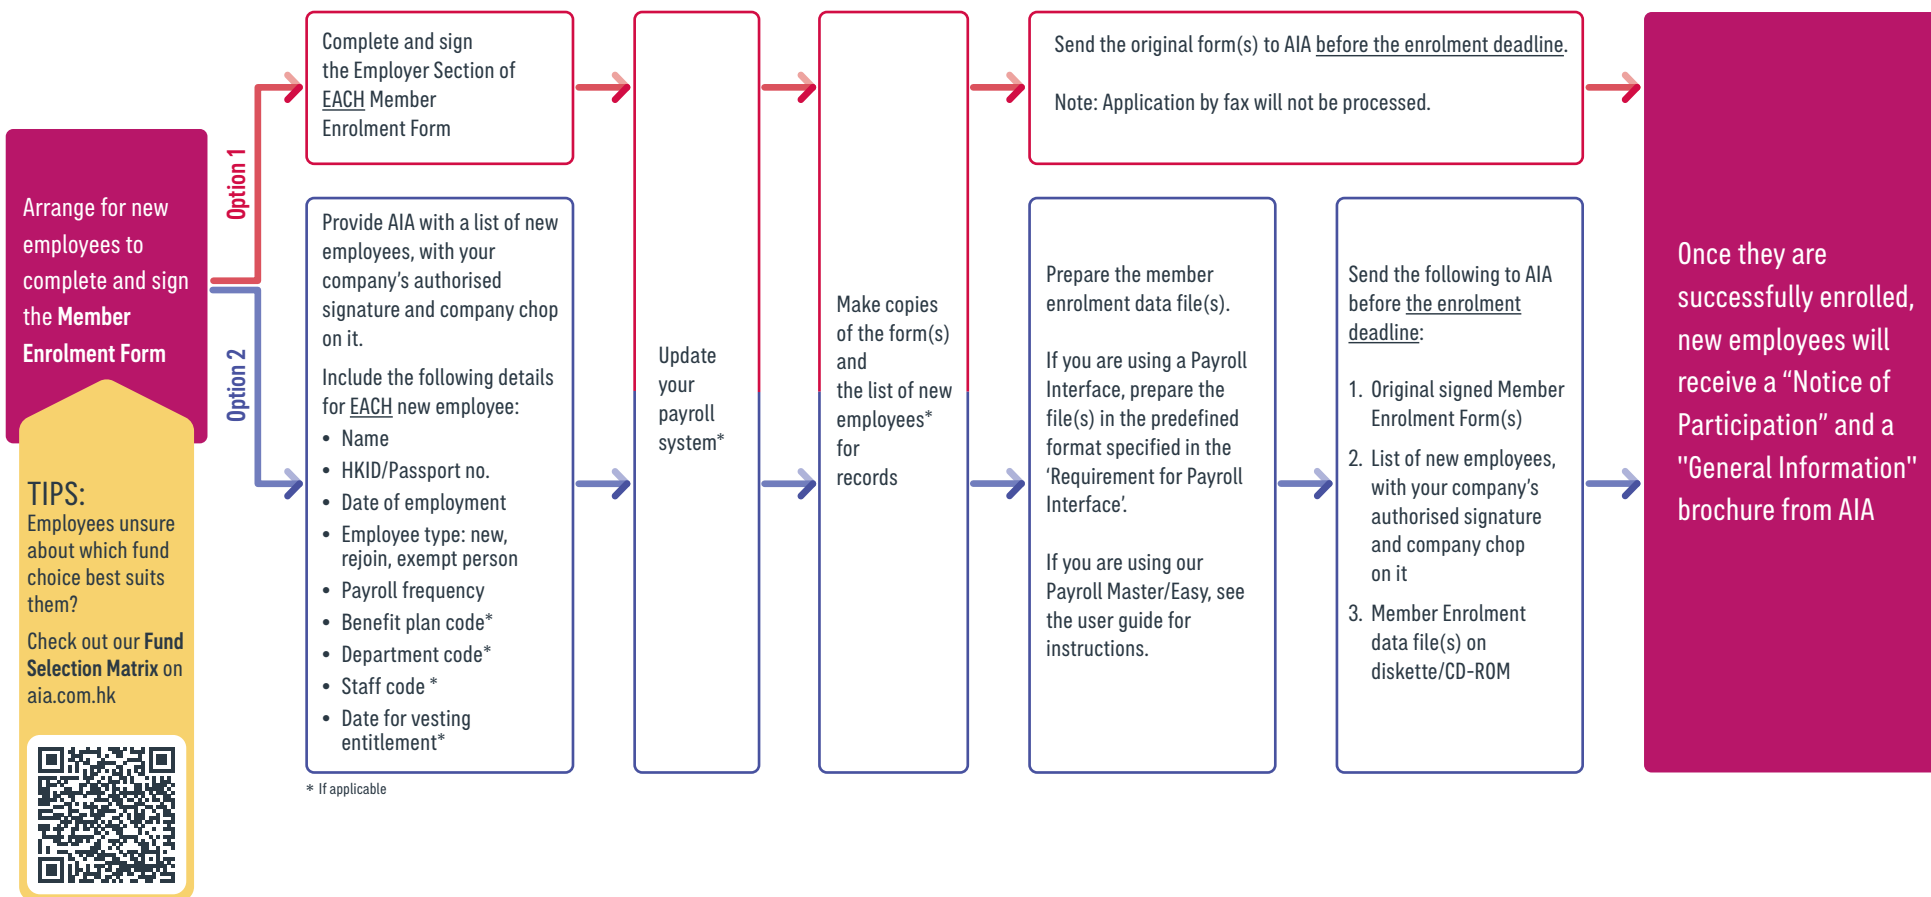 Arrange for new
employees to
complete and sign
the Member
Enrolment Form
TIPS:
Employees unsure
about which fund
choice best suits
them?
Check out our Fund
Selection Matrix on
aia.com.hk
Option 1
Complete and sign
the Employer Section of
EACH Member
Enrolment Form
Option 2
Provide AIA with a list of new
employees, with your
company's authorised
signature and company chop
on it.
Include the following details
for EACH new employee:
• Name
• HKID/Passport no.
• Date of employment
• Employee type: new,
rejoin, exempt person
• Payroll frequency
• Benefit plan code*
• Department code*
• Staff code *
• Date for vesting
entitlement*
* If applicable
Update
your
payroll
system*
Make copies
of the form(s)
and
the list of new
employees*
for
records
Send the original form(s) to AIA before the enrolment deadline.
Note: Application by fax will not be processed.
Prepare the member
enrolment data file(s).
If you are using a Payroll
Interface, prepare the
file(s) in the predefined
format specified in the
‘Requirement for Payroll
Interface’.
If you are using our
Payroll Master/Easy, see
the user guide for
instructions.
Send the following to AIA
before the enrolment
deadline:
1. Original signed Member
Enrolment Form(s)
2. List of new employees,
with your company’s
authorised signature
and company chop
on it
3. Member Enrolment
data file(s) on
diskette/CD-ROM
Once they are
successfully enrolled,
new employees will
receive a “Notice of
Participation” and a
"General Information"
brochure from AIA